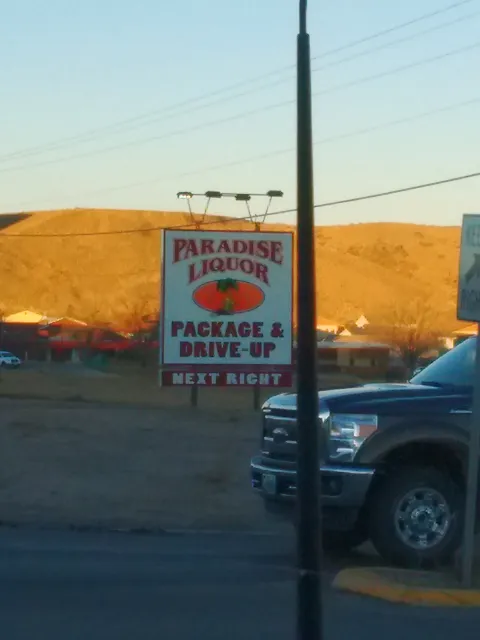 PARADISE
LIQUOR
PACKAGE &
DRIVE-UP
NEXT RIGHT